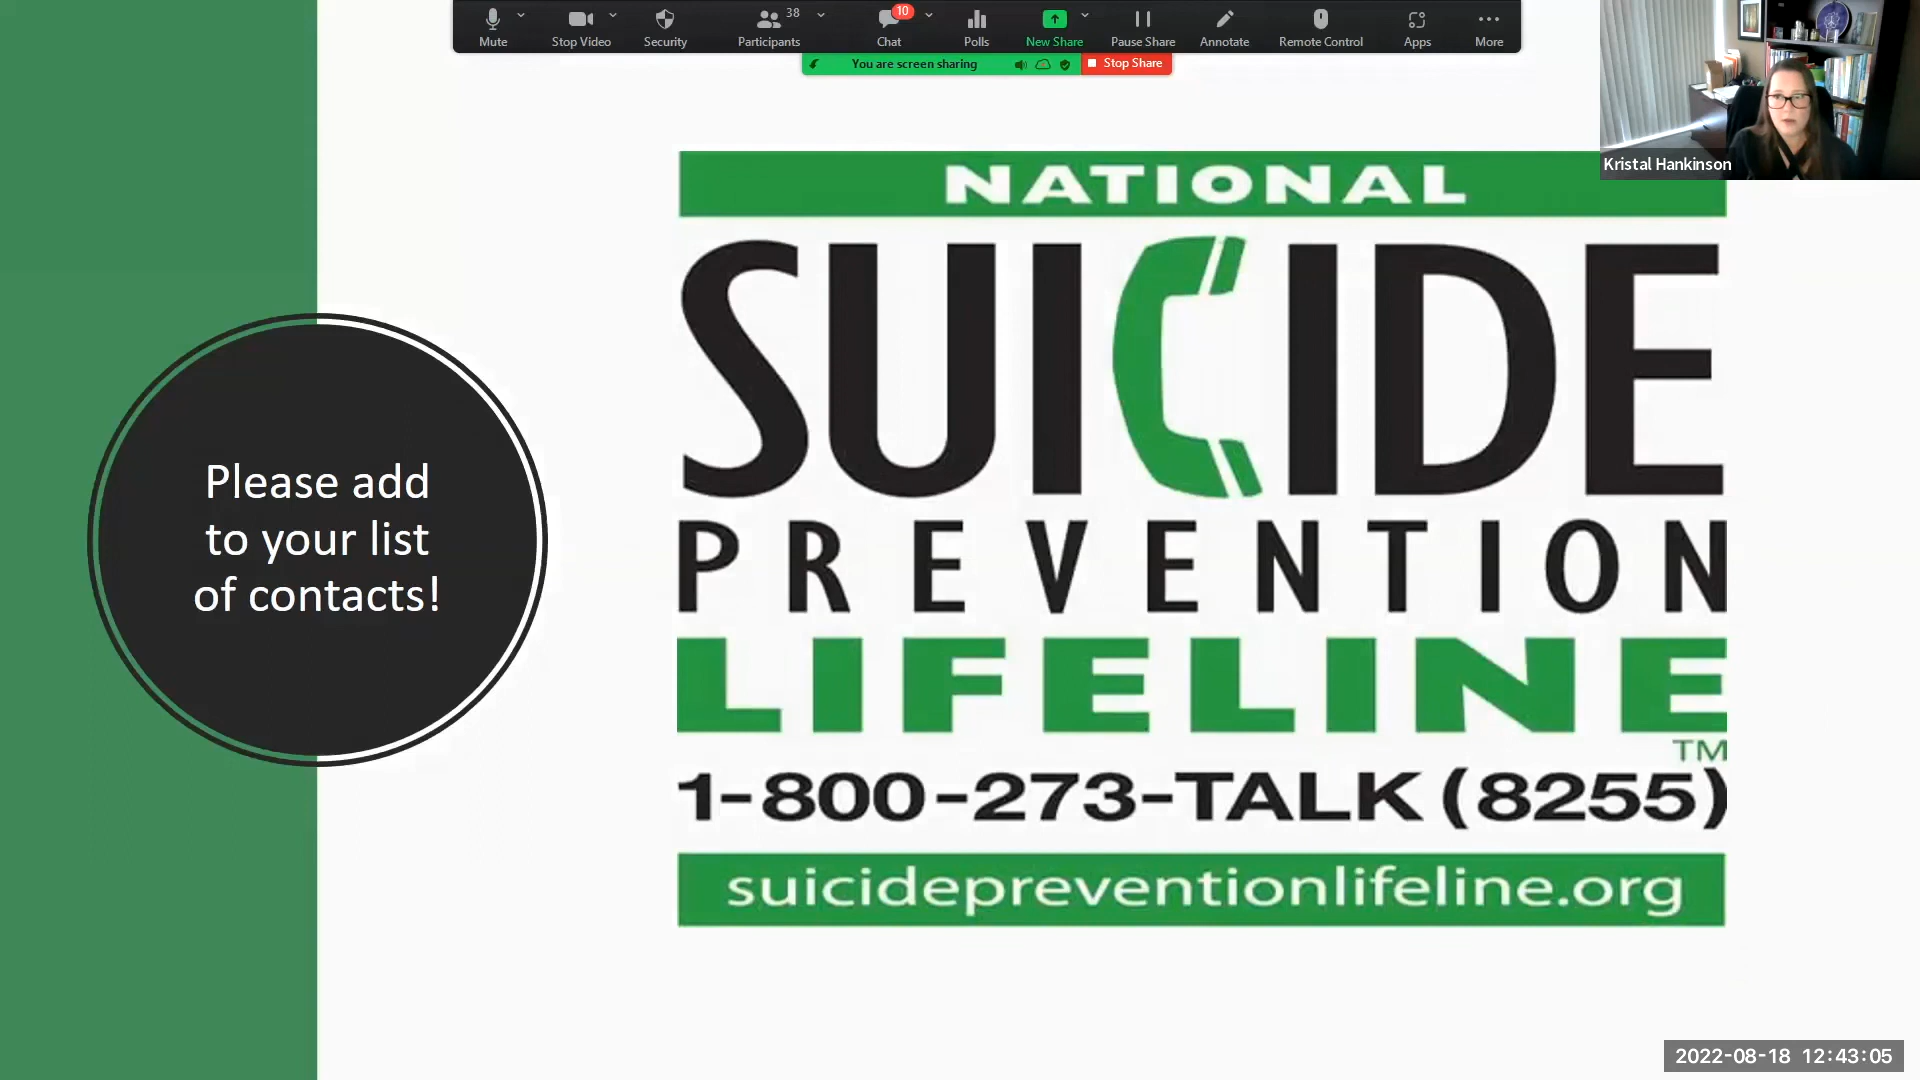 38
10
Mute
Stop Video
Security
Participants
Chat
Polls
New Share
Pause Share
Annotate
Remote Control
Apps
More
You are screen sharing
Stop Share
Kristal Hankinson
NATIONAL
SUICIDE
PREVENTION
LIFELINE
TM
1-800-273-TALK (8255)
suicidepreventionlifeline.org
Please add
to your list
of contacts!
2022-08-18 12:43:05